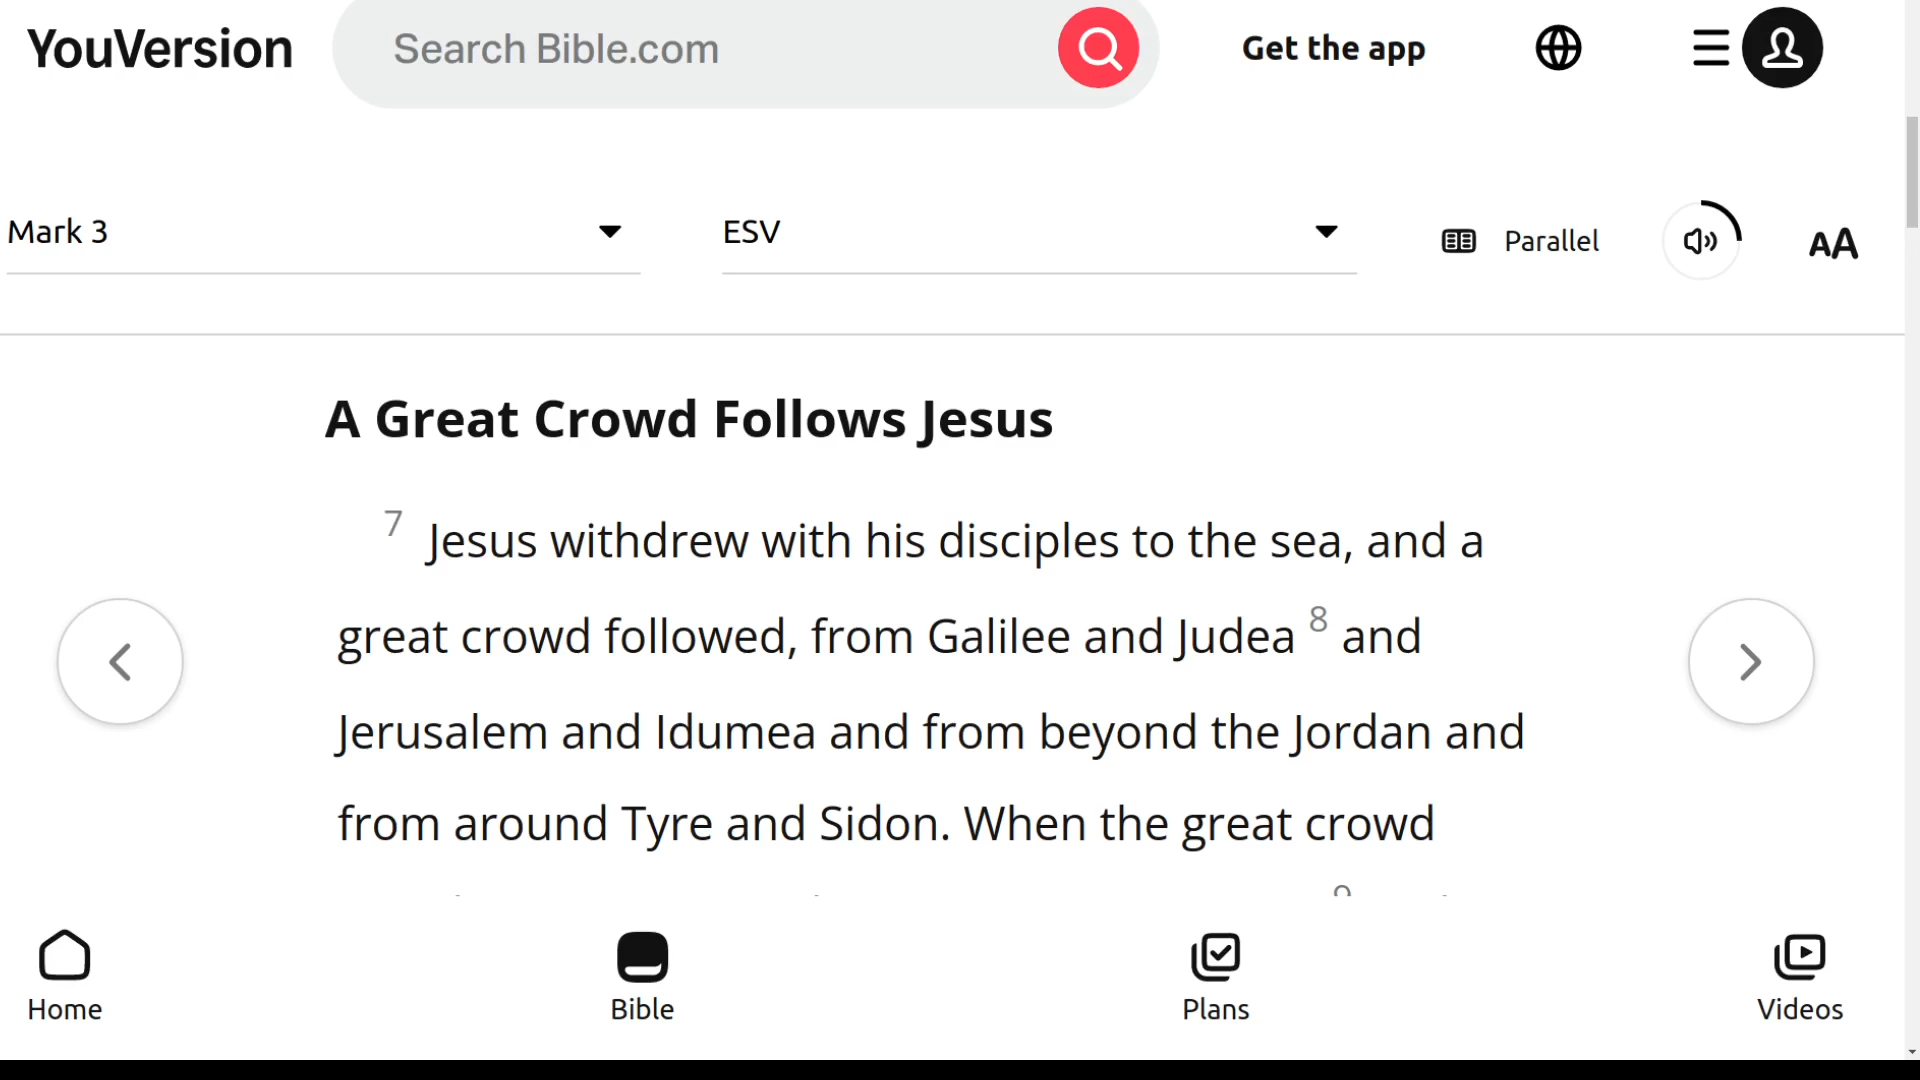 YouVersion
Search Bible.com
Get the app
Mark 3
ESV
Parallel
AA
A Great Crowd Follows Jesus
7 Jesus withdrew with his disciples to the sea, and a
great crowd followed, from Galilee and Judea 8 and
Jerusalem and Idumea and from beyond the Jordan and
from around Tyre and Sidon. When the great crowd
Home
Bible
Plans
Videos